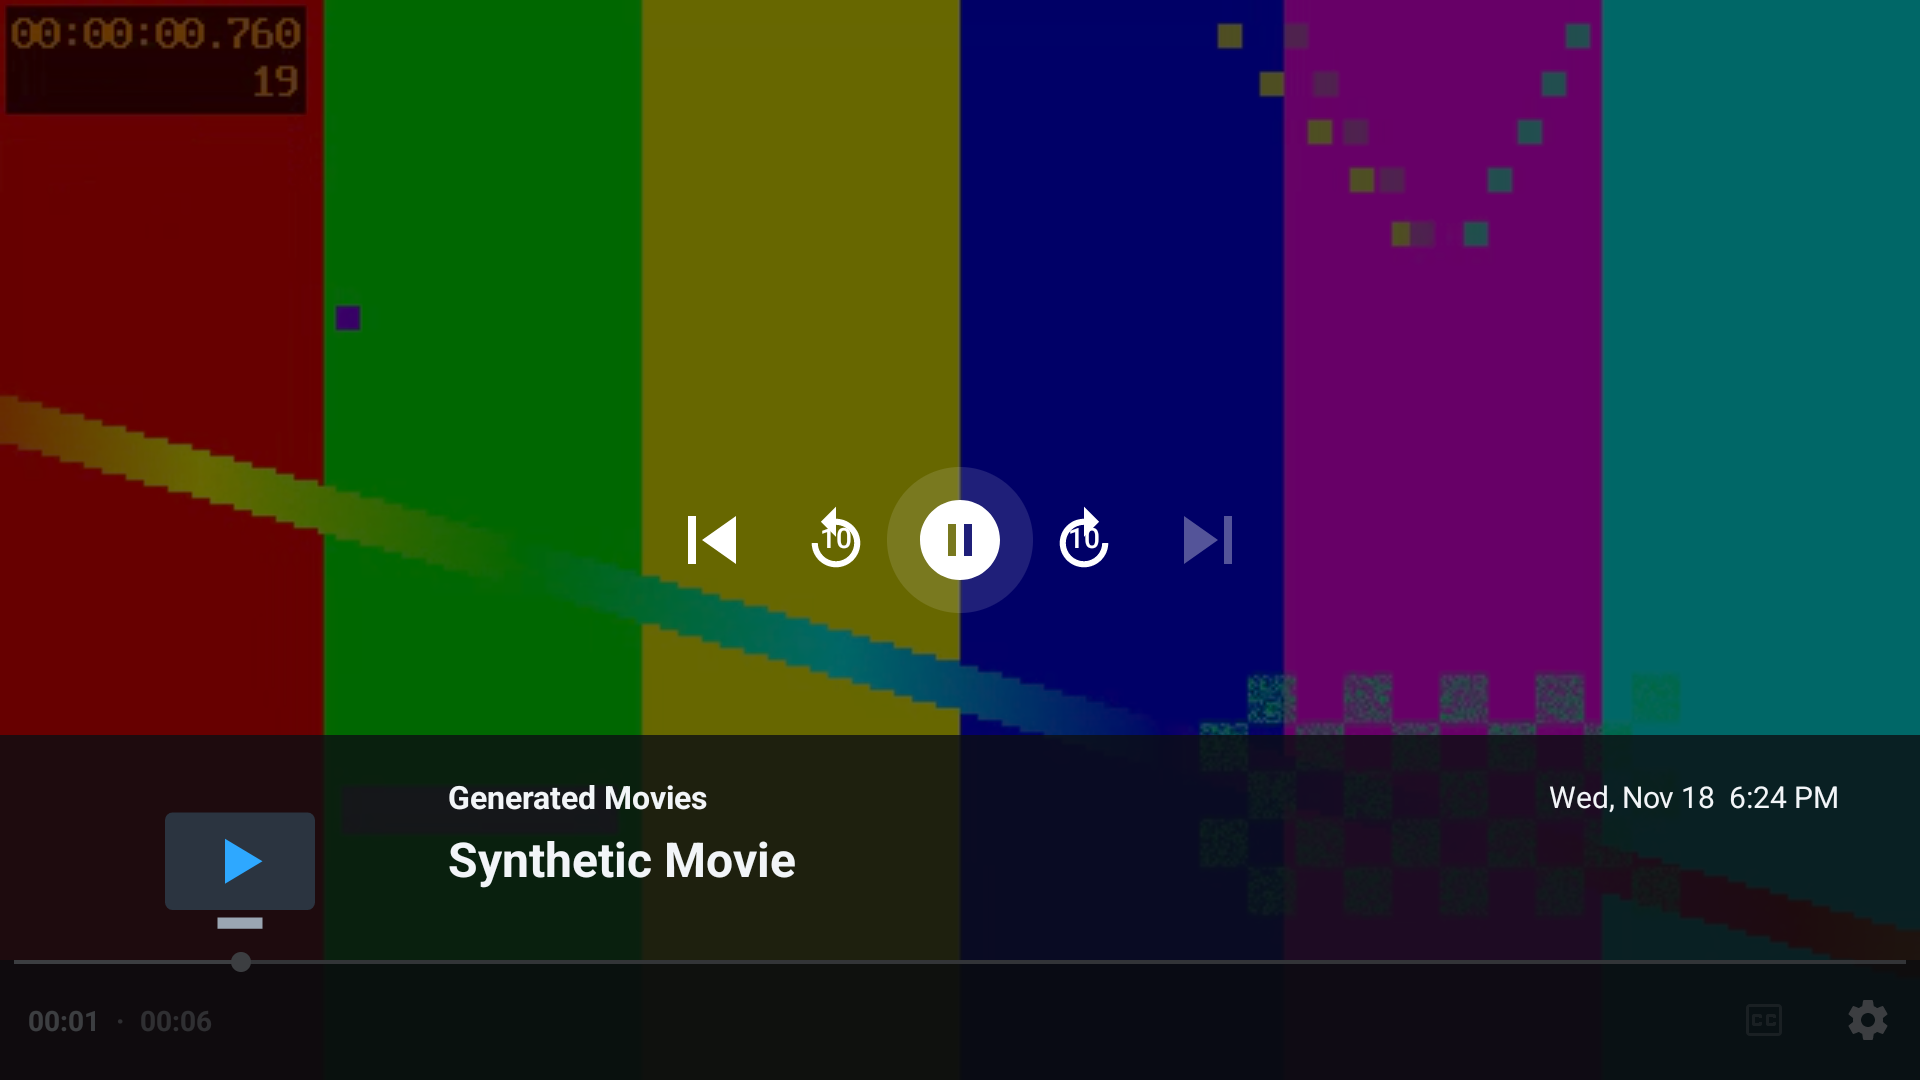 00:00:00.760
19
10
10
Generated Movies
Wed, Nov 18 6:24 PM
Synthetic Movie
00:01 · 00:06
CC